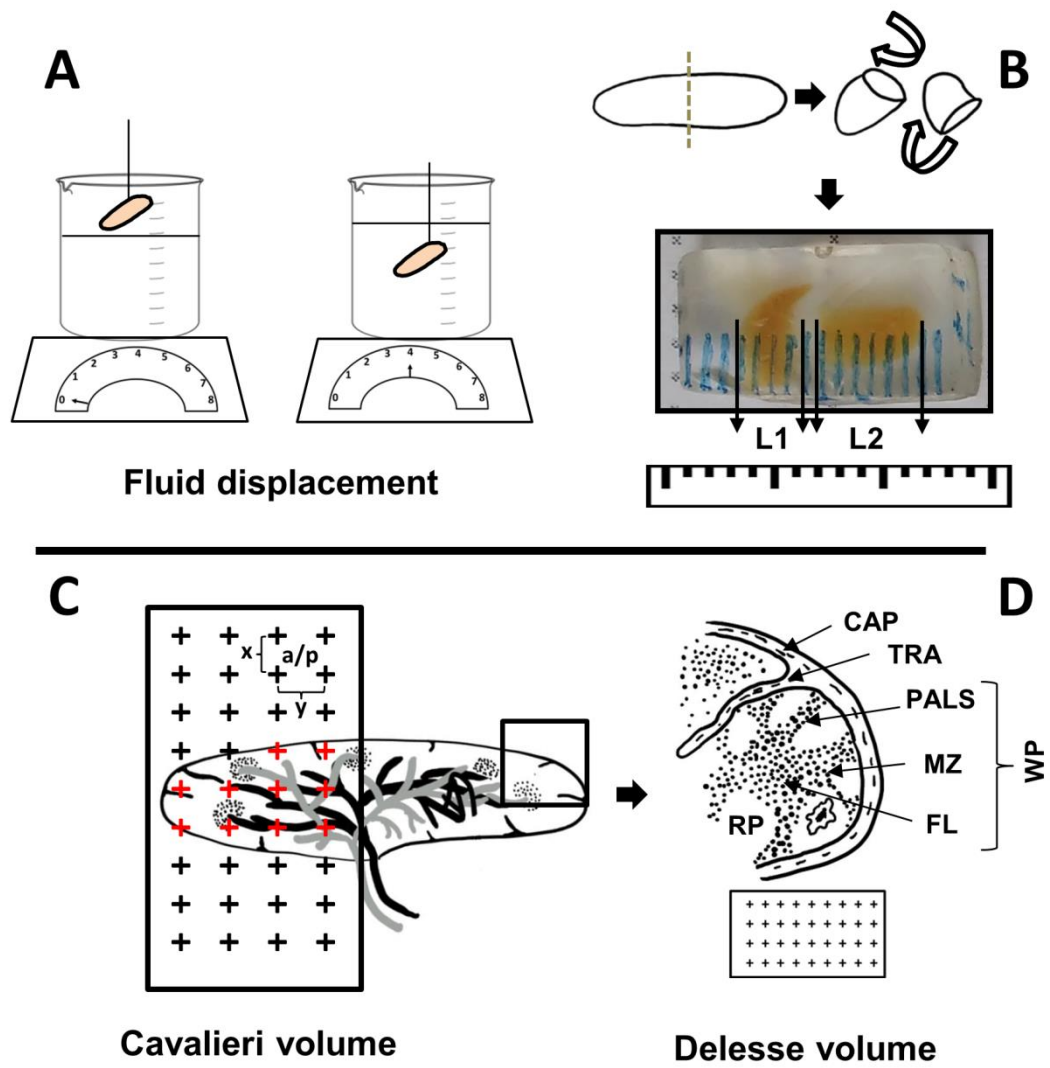 A
B
0 1 2 3 4 5 6 7 8
0 1 2 3 4 5 6 7 8
L1 L2
Fluid displacement
C
D
x a/p
y
CAP
TRA
PALS
MZ
WP
RP FL
Cavalieri volume
Delesse volume